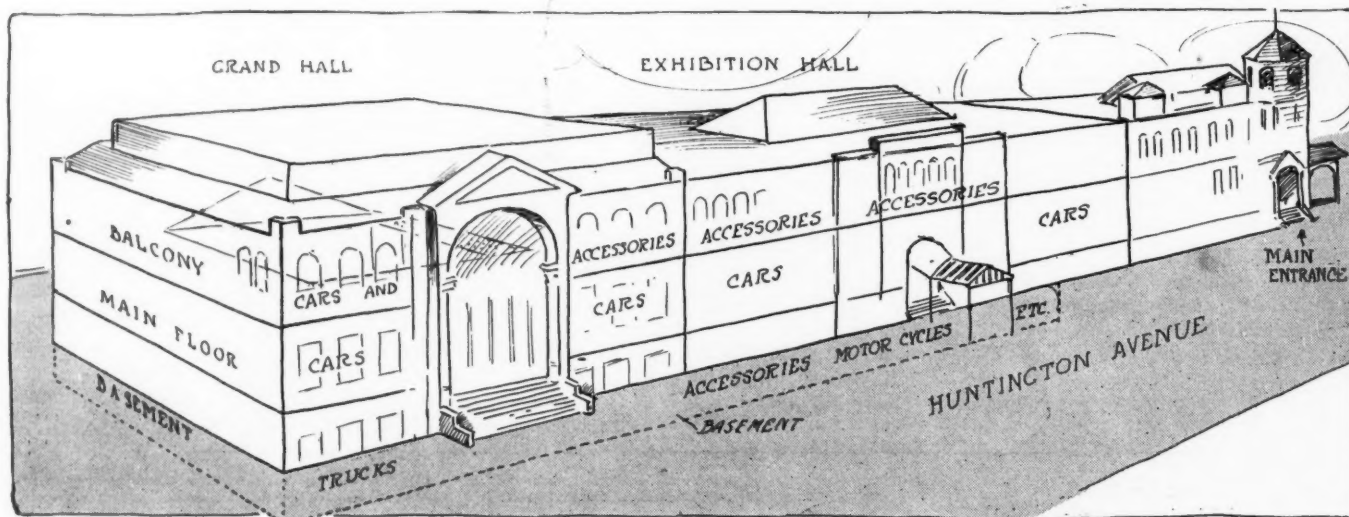 GRAND HALL
EXHIBITION HALL
BALCONY
CARS AND
ACCESSORIES
ACCESSORIES
ACCESSORIES
CARS
MAIN FLOOR
CARS
CARS
CARS
MAIN
ENTRANCE
BASEMENT
TRUCKS
ACCESSORIES MOTOR CYCLES ETC.
BASEMENT
HUNTINGTON AVENUE